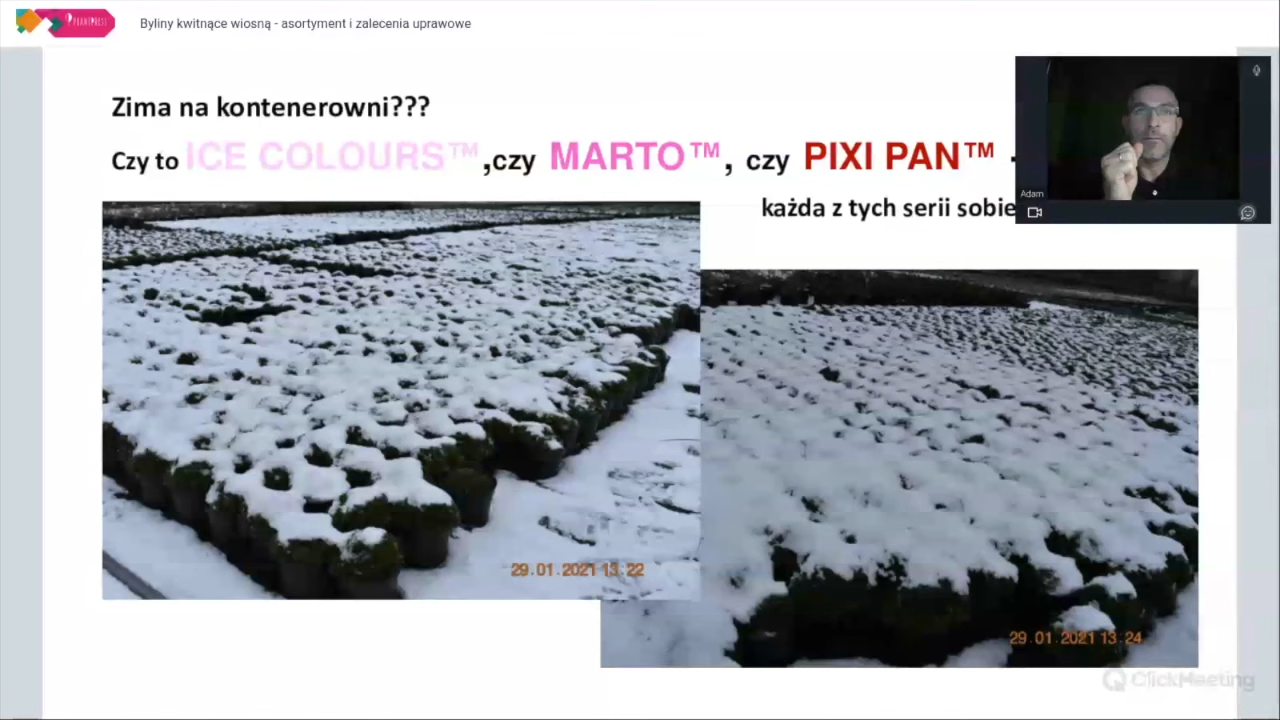 Byliny kwitnące wiosną - asortyment i zalecenia uprawowe
Zima na kontenerowni???
Czy to ICE COLOURS™,czy MARTO™, czy PIXI PAN™ -
każda z tych serii sobie
Adam
29.01.2021 13:22
29.01.2021 13:24
ClickMeeting